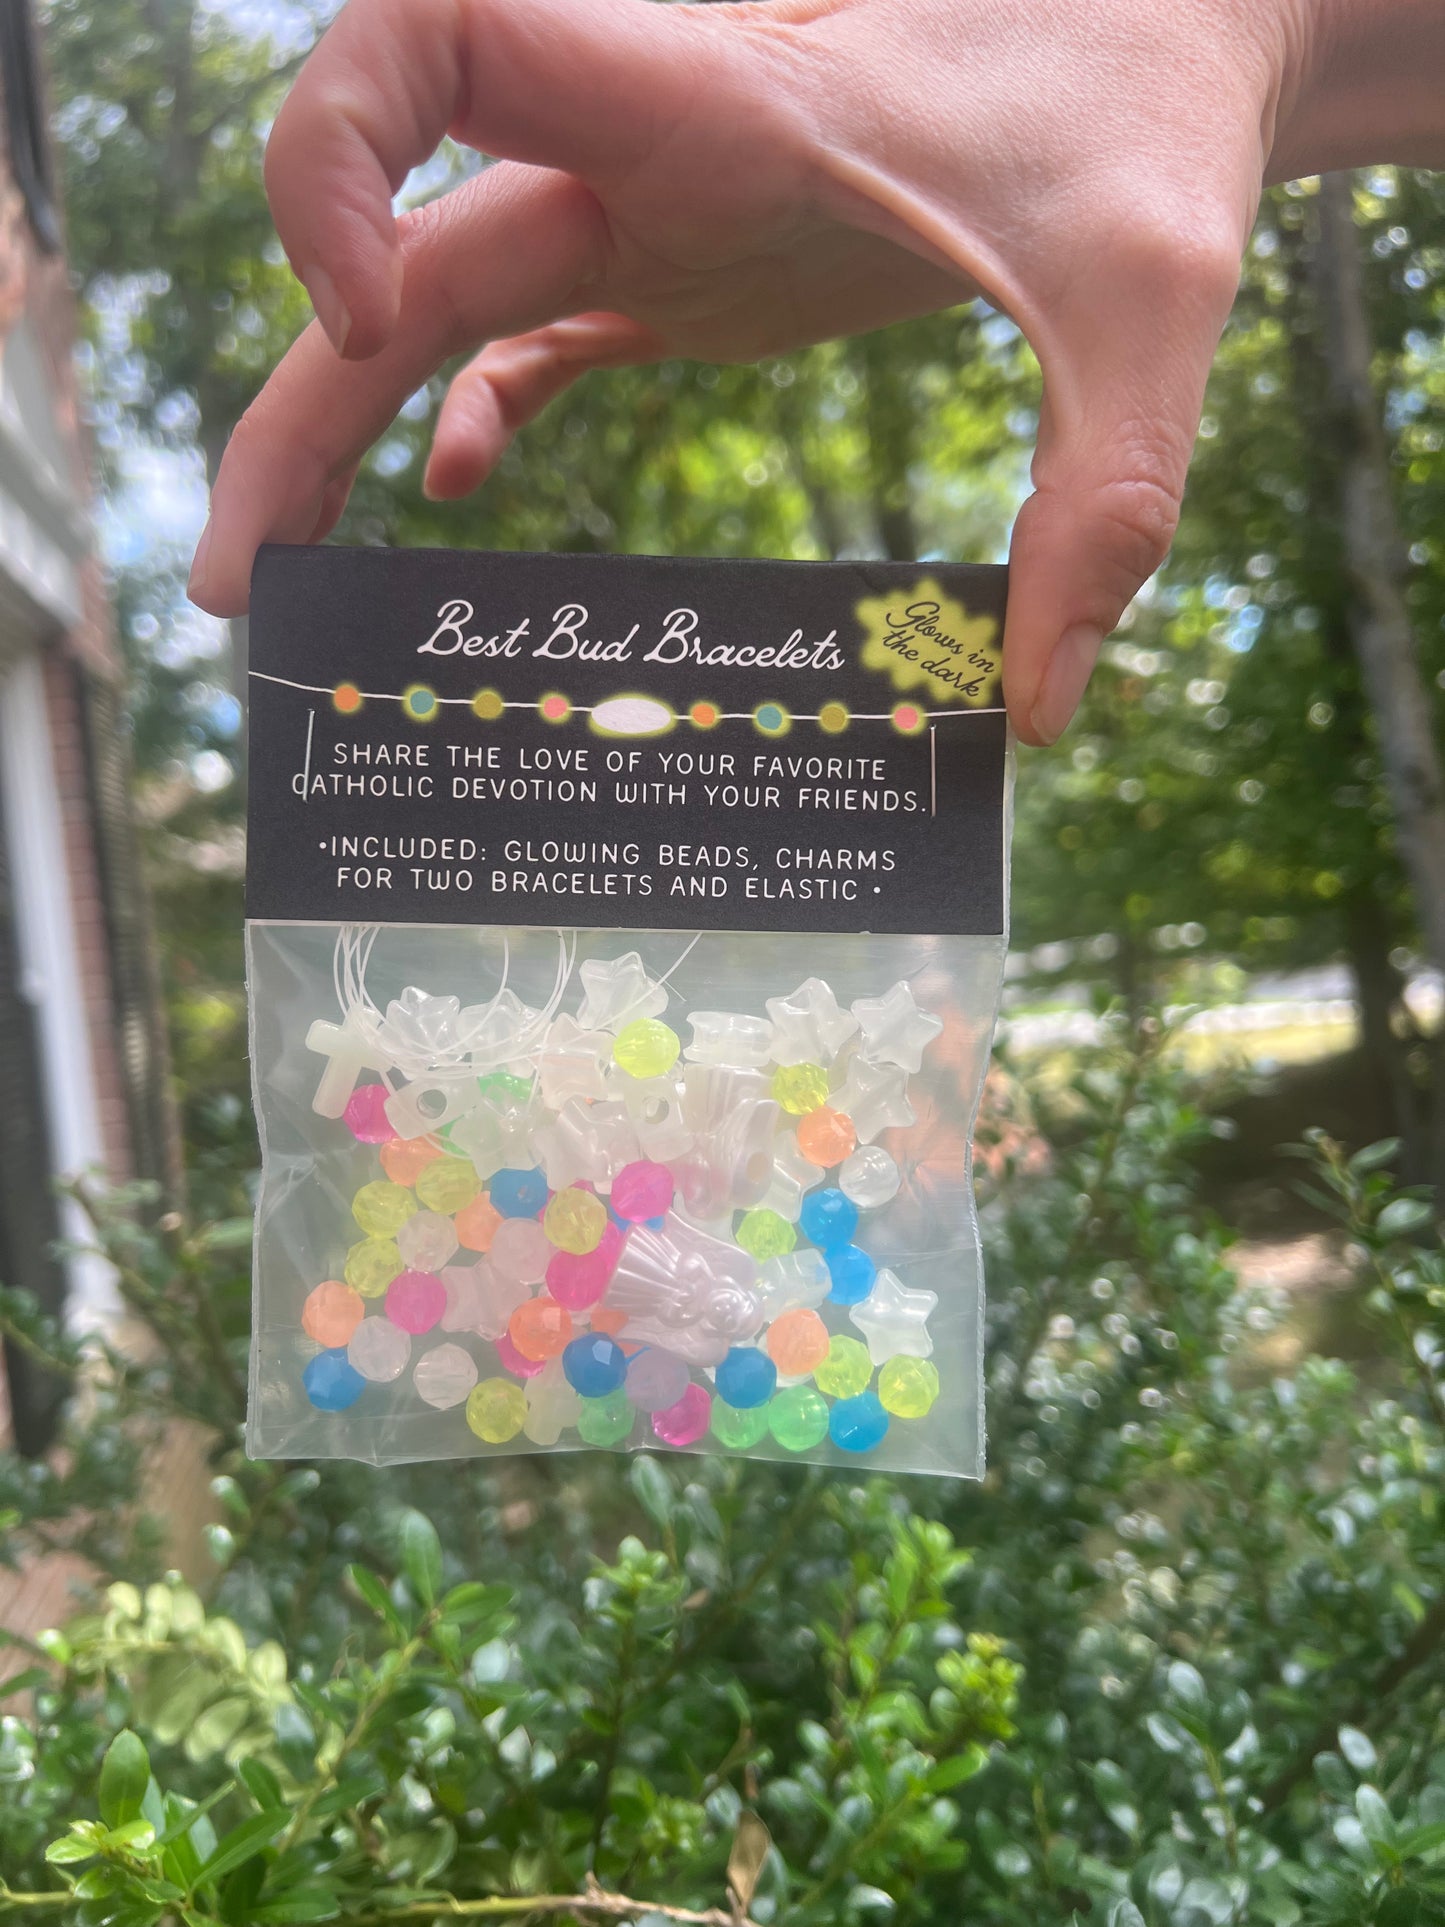 Best Bud Bracelets
Glows in
the dark
SHARE THE LOVE OF YOUR FAVORITE
CATHOLIC DEVOTION WITH YOUR FRIENDS.
•INCLUDED: GLOWING BEADS, CHARMS
FOR TWO BRACELETS AND ELASTIC •